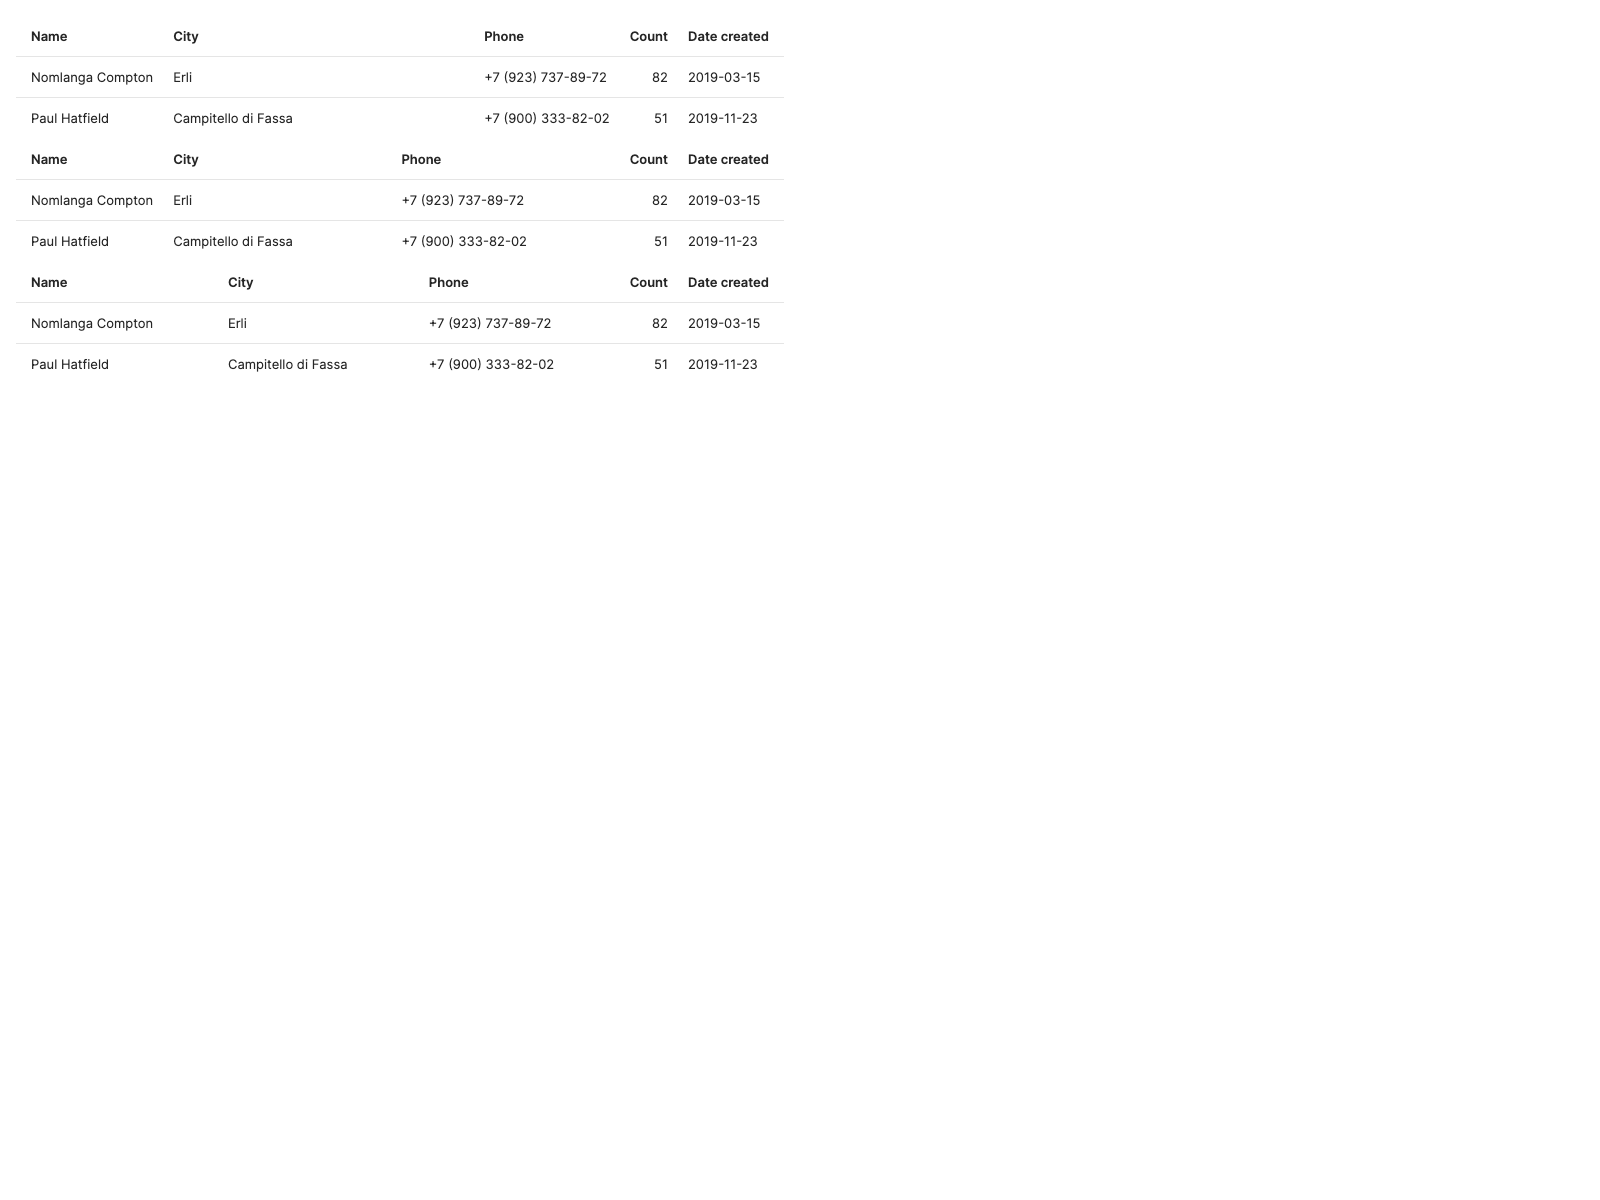 Name City Phone Count Date created
Nomlanga Compton Erli +7 (923) 737-89-72 82 2019-03-15
Paul Hatfield Campitello di Fassa +7 (900) 333-82-02 51 2019-11-23
Name City Phone Count Date created
Nomlanga Compton Erli +7 (923) 737-89-72 82 2019-03-15
Paul Hatfield Campitello di Fassa +7 (900) 333-82-02 51 2019-11-23
Name City Phone Count Date created
Nomlanga Compton Erli +7 (923) 737-89-72 82 2019-03-15
Paul Hatfield Campitello di Fassa +7 (900) 333-82-02 51 2019-11-23